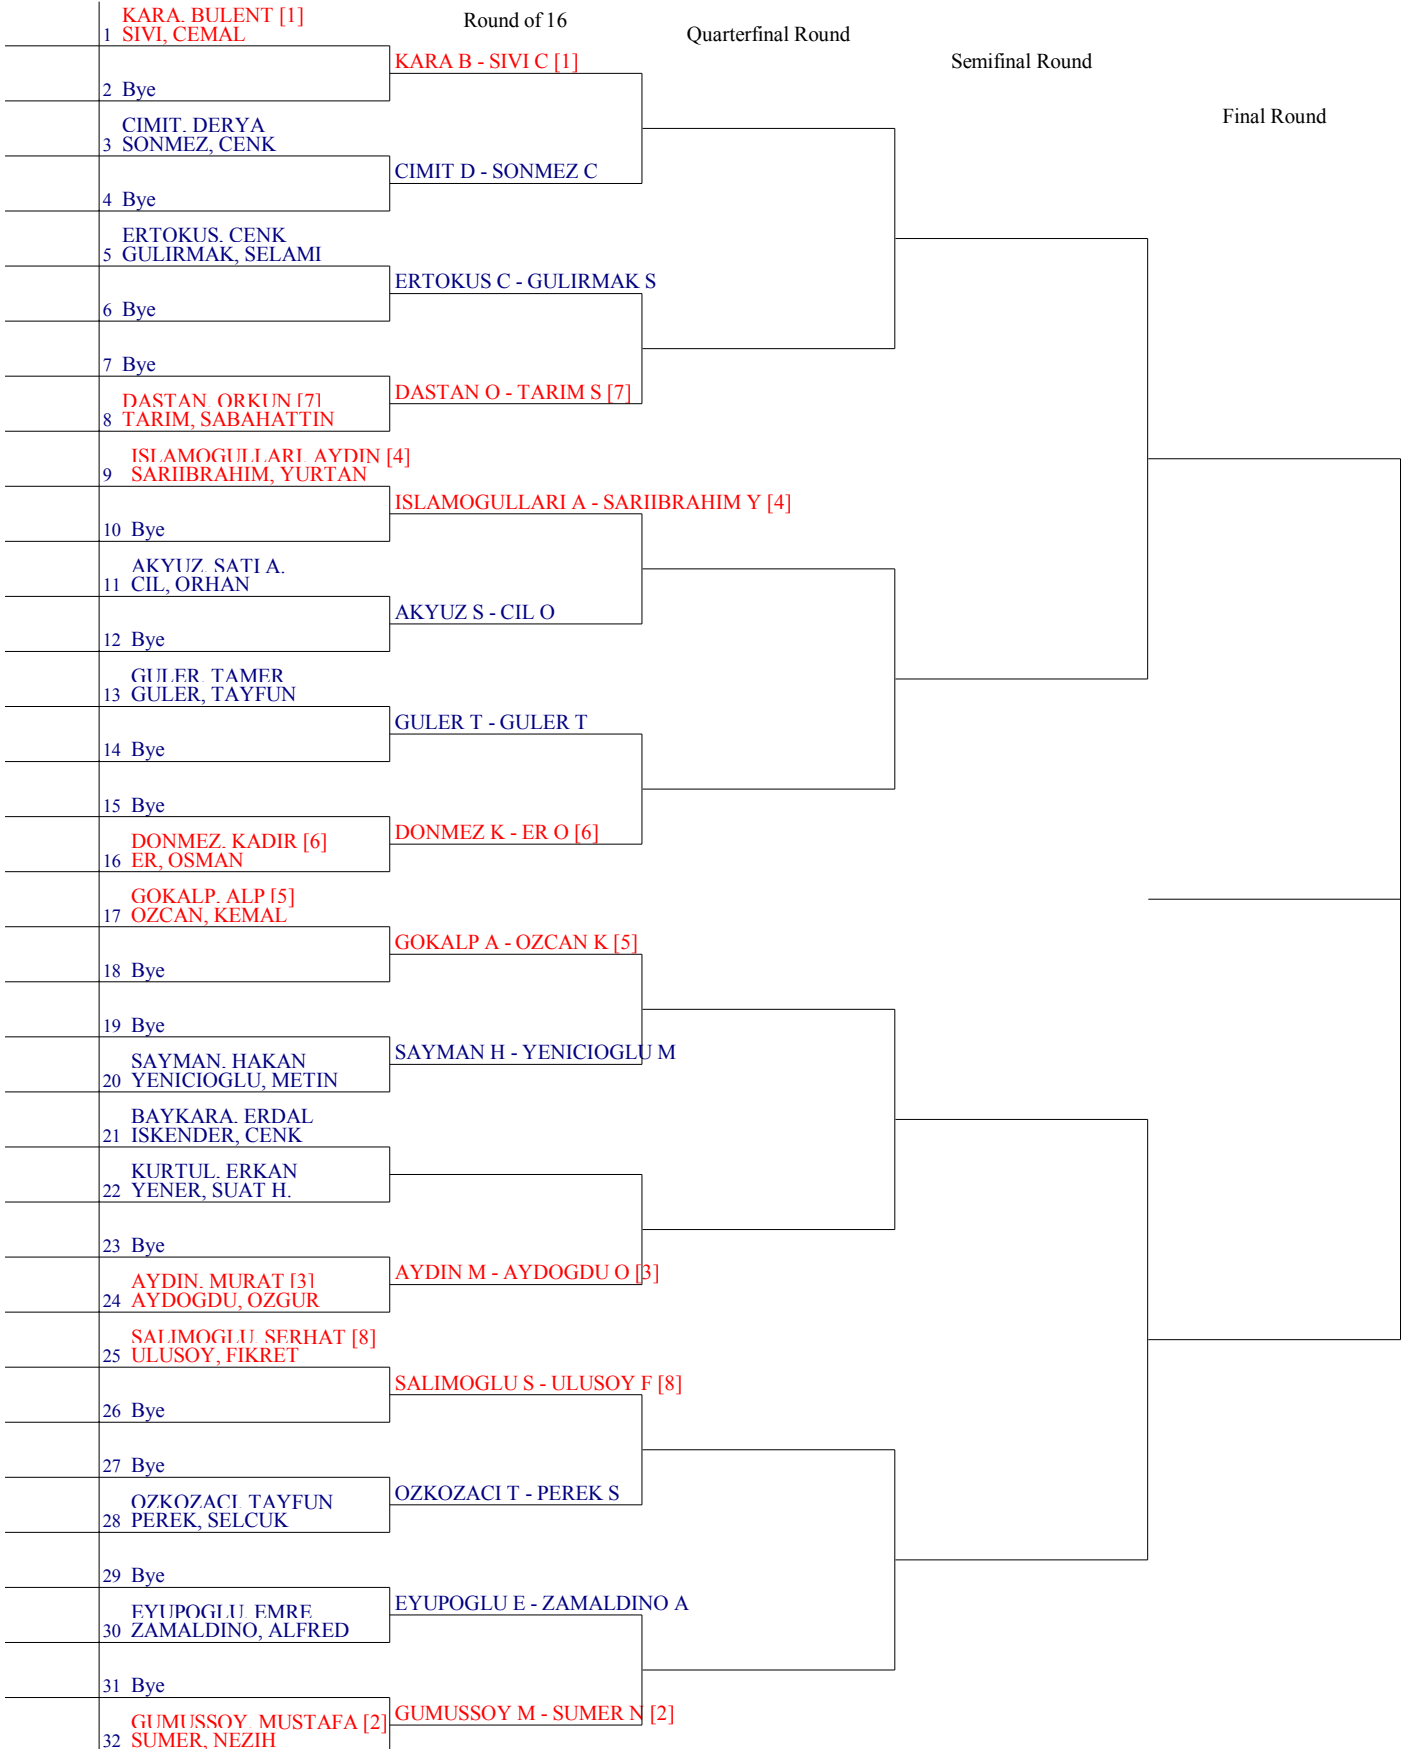 Round of 16
Quarterfinal Round
Semifinal Round
Final Round
KARA, BULENT [1]
1 SIVI, CEMAL
KARA B - SIVI C [1]
2 Bye
CIMIT, DERYA
3 SONMEZ, CENK
CIMIT D - SONMEZ C
4 Bye
ERTOKUS, CENK
5 GULIRMAK, SELAMI
ERTOKUS C - GULIRMAK S
6 Bye
7 Bye
DASTAN O - TARIM S [7]
DASTAN, ORKUN [7]
8 TARIM, SABAHATTIN
ISLAMOGULLARI, AYDIN [4]
9 SARIIBRAHIM, YURTAN
ISLAMOGULLARI A - SARIIBRAHIM Y [4]
10 Bye
AKYUZ, SATI A.
11 CIL, ORHAN
AKYUZ S - CIL O
12 Bye
GULER, TAMER
13 GULER, TAYFUN
GULER T - GULER T
14 Bye
15 Bye
DONMEZ K - ER O [6]
DONMEZ, KADIR [6]
16 ER, OSMAN
GOKALP, ALP [5]
17 OZCAN, KEMAL
GOKALP A - OZCAN K [5]
18 Bye
19 Bye
SAYMAN H - YENICIOGLU M
SAYMAN, HAKAN
20 YENICIOGLU, METIN
BAYKARA, ERDAL
21 ISKENDER, CENK
KURTUL, ERKAN
22 YENER, SUAT H.
23 Bye
AYDIN M - AYDOGDU O [3]
AYDIN, MURAT [3]
24 AYDOGDU, OZGUR
SALIMOGLU, SERHAT [8]
25 ULUSOY, FIKRET
SALIMOGLU S - ULUSOY F [8]
26 Bye
27 Bye
OZKOZACI T - PEREK S
OZKOZACI, TAYFUN
28 PEREK, SELCUK
29 Bye
EYUPOGLU E - ZAMALDINO A
EYUPOGLU, EMRE
30 ZAMALDINO, ALFRED
31 Bye
GUMUSSOY M - SUMER N [2]
GUMUSSOY, MUSTAFA [2]
32 SUMER, NEZIH